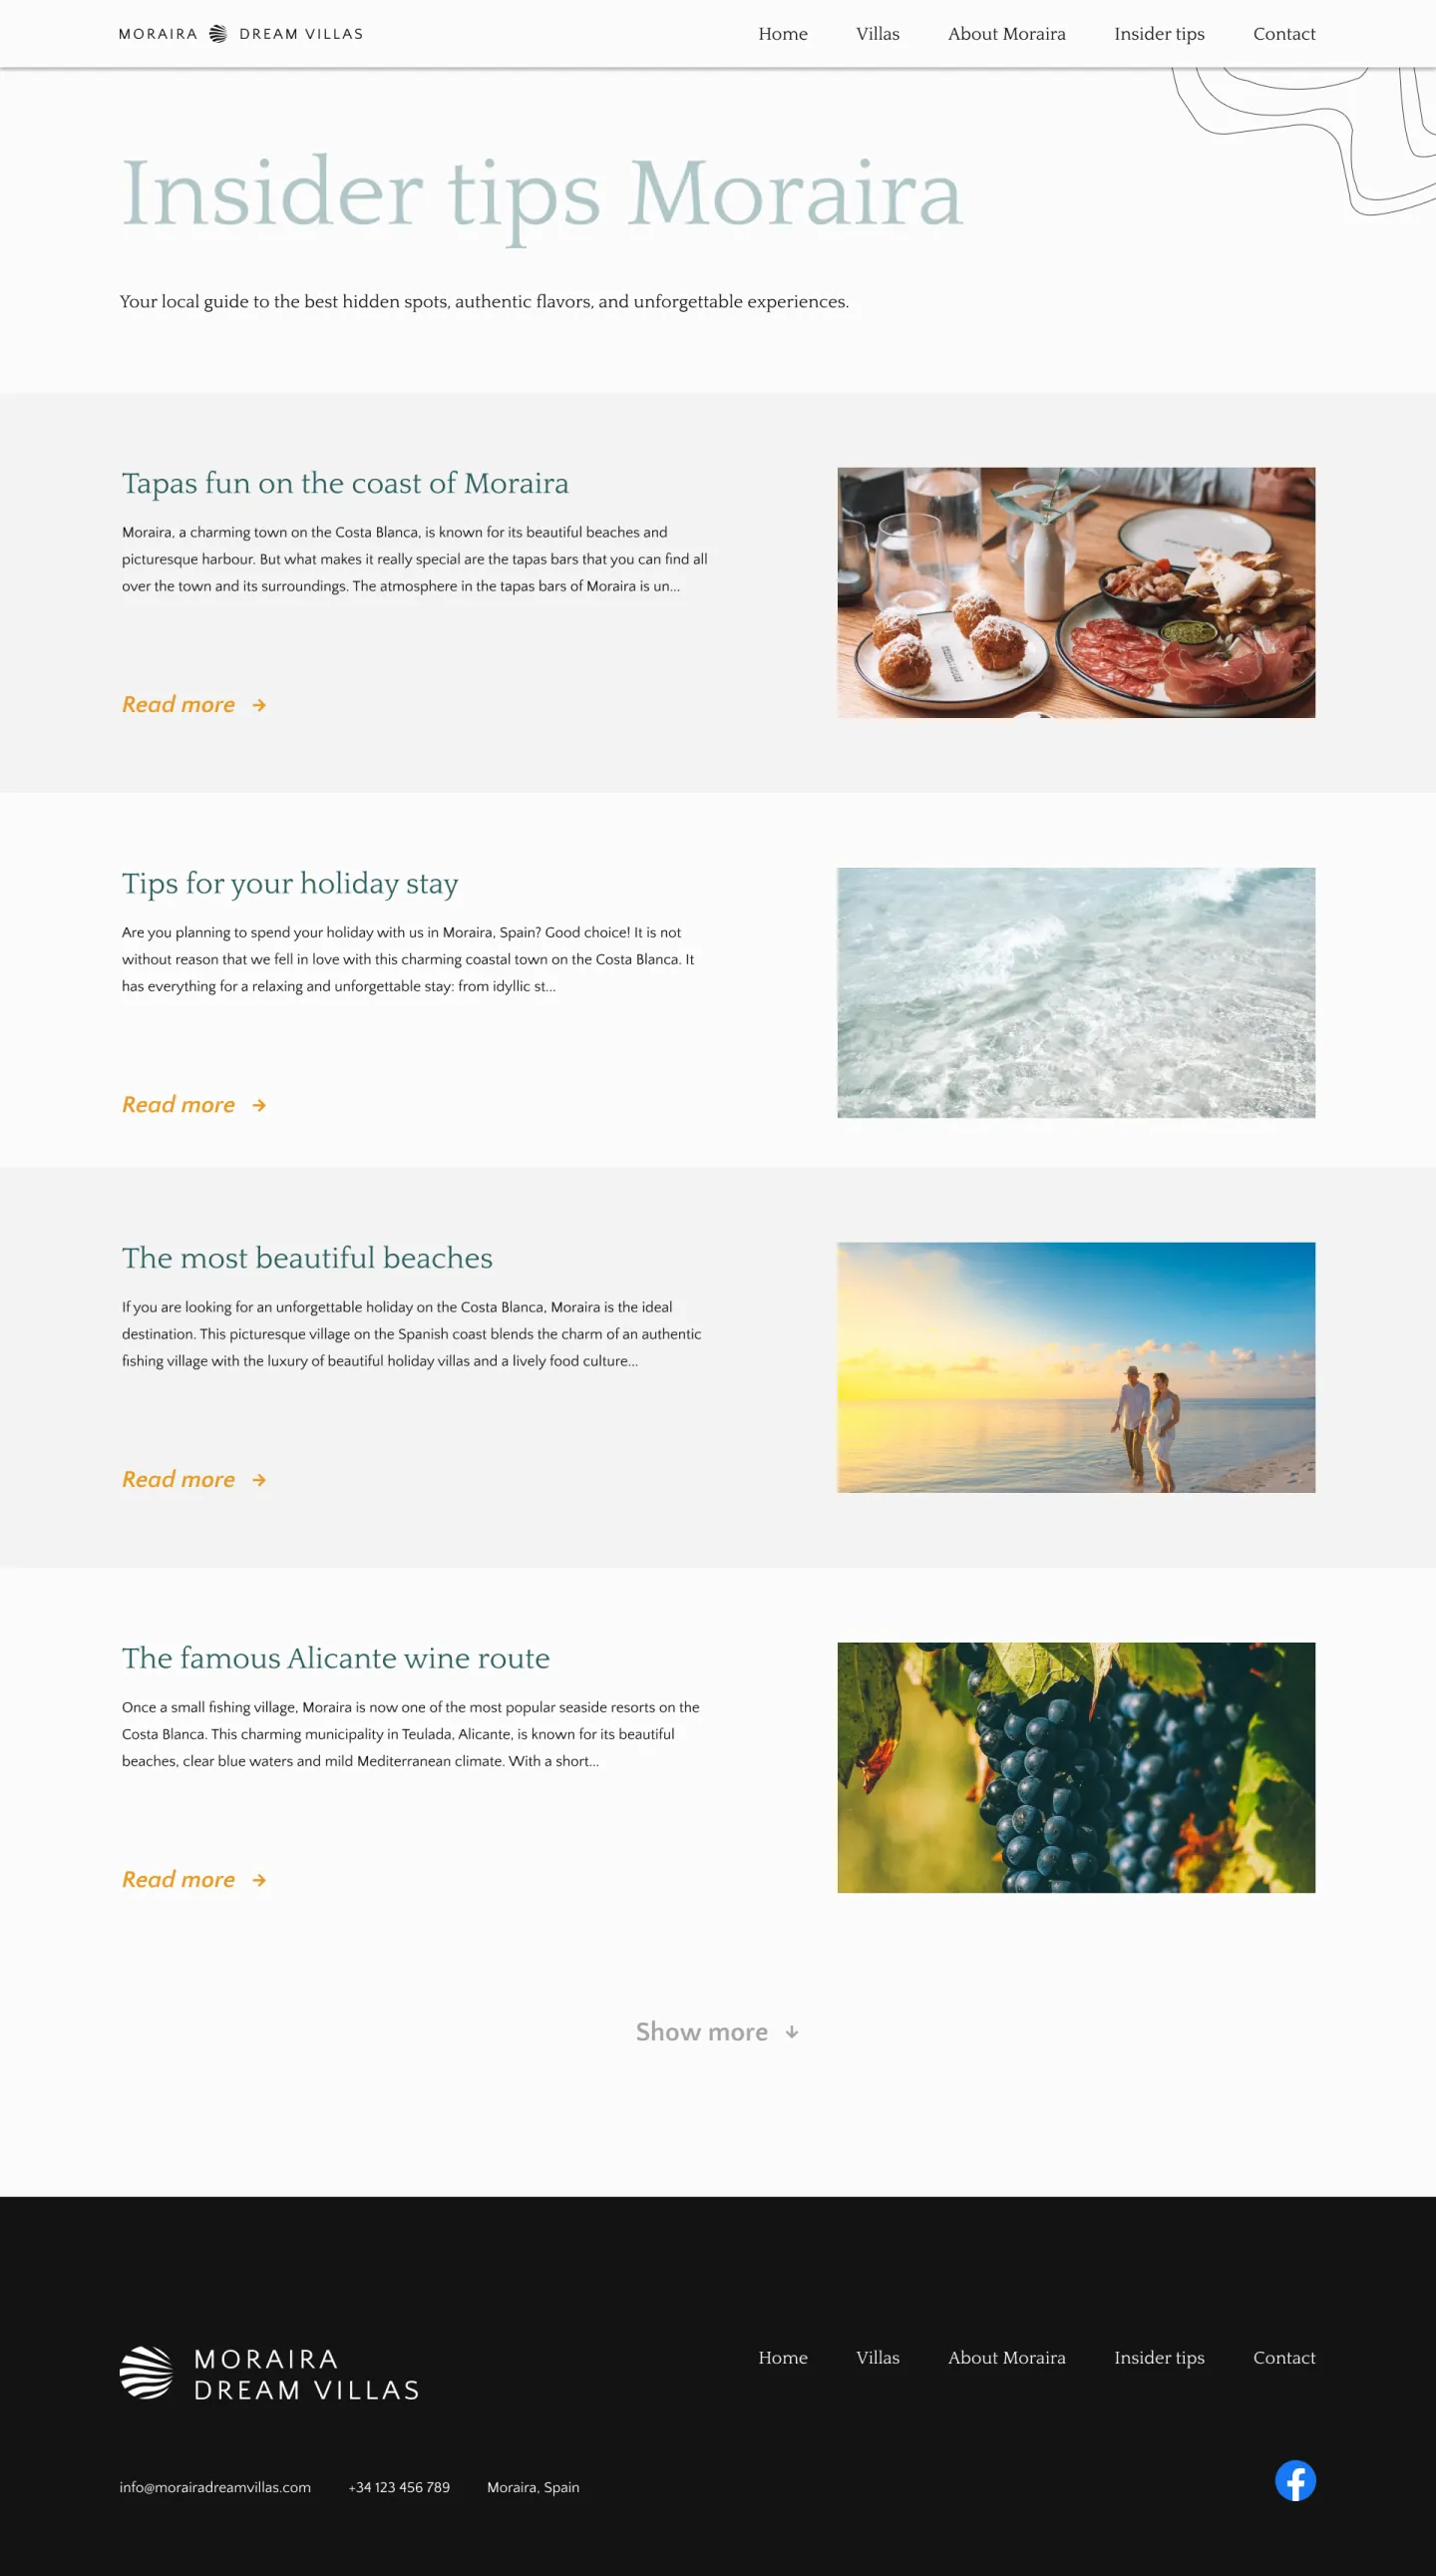 MORAIRA DREAM VILLAS
Home Villas About Moraira Insider tips Contact
Insider tips Moraira
Your local guide to the best hidden spots, authentic flavors, and unforgettable experiences.
Tapas fun on the coast of Moraira
Moraira, a charming town on the Costa Blanca, is known for its beautiful beaches and
picturesque harbour. But what makes it really special are the tapas bars that you can find all
over the town and its surroundings. The atmosphere in the tapas bars of Moraira is un...
Read more →
Tips for your holiday stay
Are you planning to spend your holiday with us in Moraira, Spain? Good choice! It is not
without reason that we fell in love with this charming coastal town on the Costa Blanca. It
has everything for a relaxing and unforgettable stay: from idyllic st...
Read more →
The most beautiful beaches
If you are looking for an unforgettable holiday on the Costa Blanca, Moraira is the ideal
destination. This picturesque village on the Spanish coast blends the charm of an authentic
fishing village with the luxury of beautiful holiday villas and a lively food culture...
Read more →
The famous Alicante wine route
Once a small fishing village, Moraira is now one of the most popular seaside resorts on the
Costa Blanca. This charming municipality in Teulada, Alicante, is known for its beautiful
beaches, clear blue waters and mild Mediterranean climate. With a short...
Read more →
Show more ↓
MORAIRA
DREAM VILLAS
Home Villas About Moraira Insider tips Contact
info@morairadreamvillas.com +34 123 456 789 Moraira, Spain